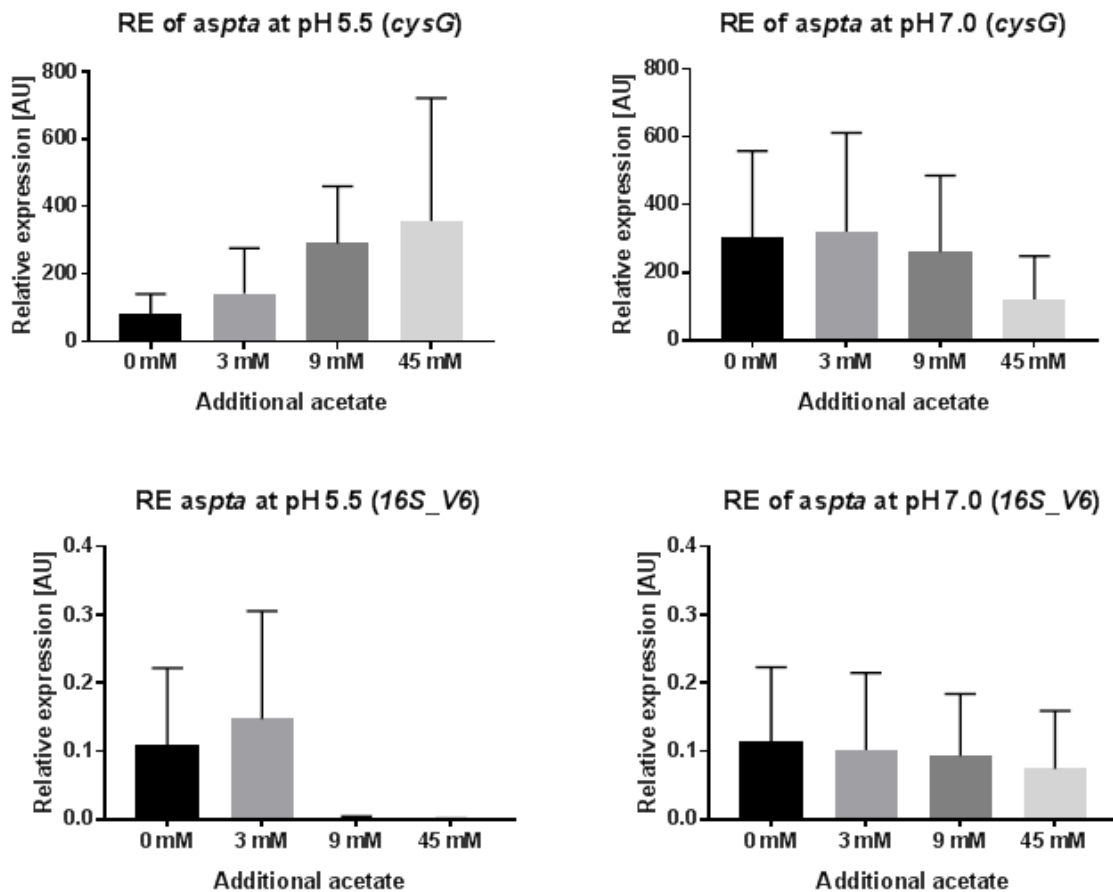 RE of aspta at pH 5.5 (cysG)
Relative expression [AU]
800
600
400
200
0
0 mM 3 mM 9 mM 45 mM
Additional acetate
RE of aspta at pH 7.0 (cysG)
Relative expression [AU]
800
600
400
200
0
0 mM 3 mM 9 mM 45 mM
Additional acetate
RE aspta at pH 5.5 (16S_V6)
Relative expression [AU]
0.4
0.3
0.2
0.1
0.0
0 mM 3 mM 9 mM 45 mM
Additional acetate
RE of aspta at pH 7.0 (16S_V6)
Relative expression [AU]
0.4
0.3
0.2
0.1
0.0
0 mM 3 mM 9 mM 45 mM
Additional acetate